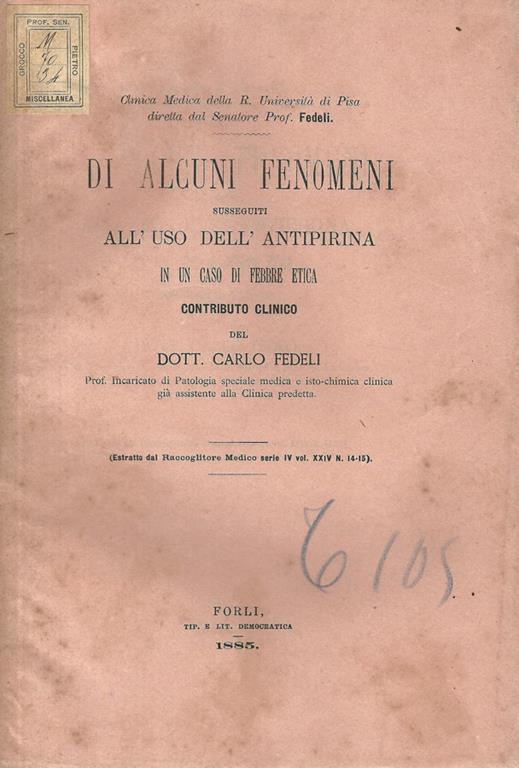 PROF. SEN.
GROCCO
PIETRO
M
70
MISCELLANEA
Clinica Medica della R. Università di Pisa
diretta dal Senatore Prof. Fedeli.
DI ALCUNI FENOMENI
SUSSEGUITI
ALL' USO DELL' ANTIPIRINA
IN UN CASO DI FEBBRE ETICA
CONTRIBUTO CLINICO
DEL
DOTT. CARLO FEDELI
Prof. Incaricato di Patologia speciale medica e isto-chimica clinica
già assistente alla Clinica predetta.
(Estratto dal Raccoglitore Medico serie IV vol. XXIV N. 14-15).
6105
FORLI,
TIP. E LIT. DEMOCRATICA
1885.